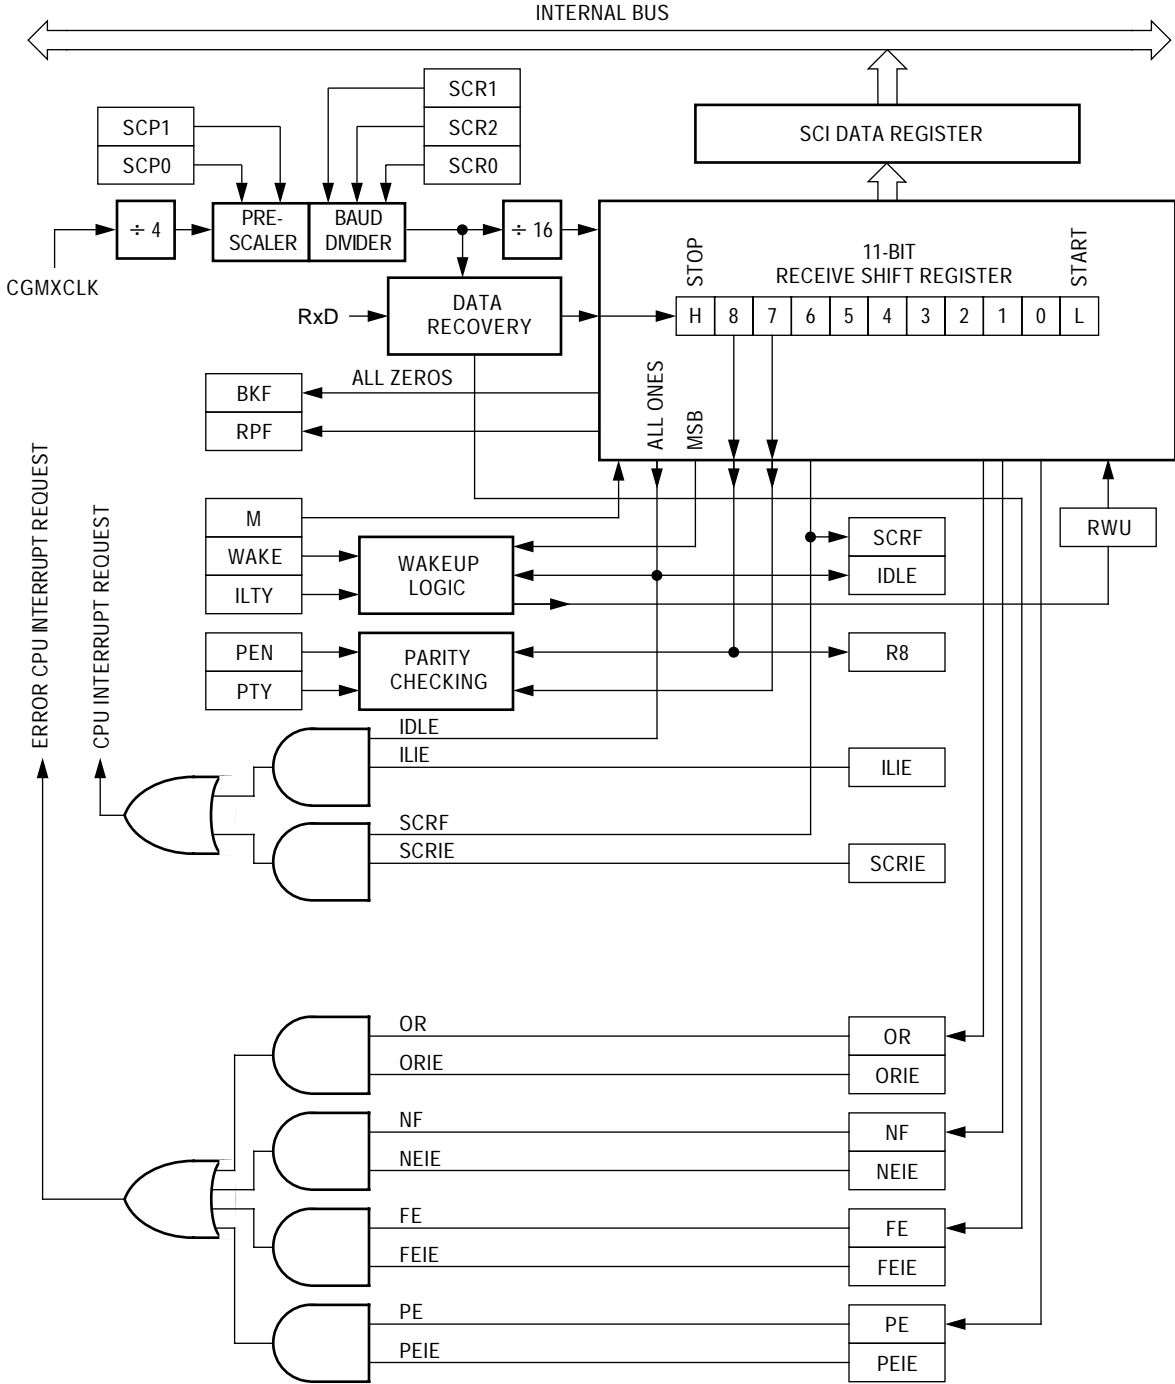 INTERNAL BUS
SCR1
SCR2
SCR0
SCP1
SCP0
SCI DATA REGISTER
÷ 4
PRE-
SCALER
BAUD
DIVIDER
÷ 16
CGMXCLK
STOP
11-BIT
RECEIVE SHIFT REGISTER
START
RxD
DATA
RECOVERY
H 8 7 6 5 4 3 2 1 0 L
ALL ZEROS
BKF
RPF
ALL ONES
MSB
ERROR CPU INTERRUPT REQUEST
CPU INTERRUPT REQUEST
M
WAKE
ILTY
WAKEUP
LOGIC
SCRF
IDLE
RWU
PEN
PTY
PARITY
CHECKING
R8
IDLE
ILIE
ILIE
SCRF
SCRIE
SCRIE
OR
ORIE
OR
ORIE
NF
NEIE
NF
NEIE
FE
FEIE
FE
FEIE
PE
PEIE
PE
PEIE